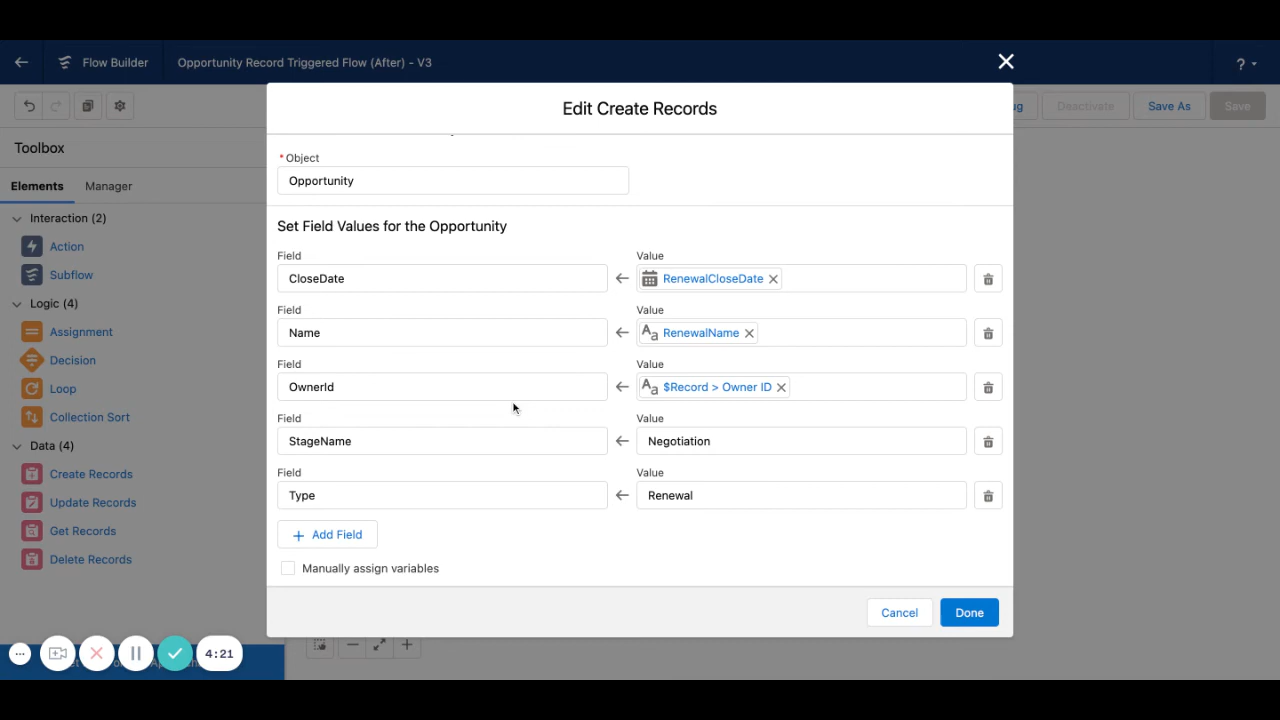 Flow Builder
Opportunity Record Triggered Flow (After) - V3
?
Deactivate
Save As
Save
Toolbox
Elements
Manager
Interaction (2)
Action
Subflow
Logic (4)
Assignment
Decision
Loop
Collection Sort
Data (4)
Create Records
Update Records
Get Records
Delete Records
4:21
Edit Create Records
* Object
Opportunity
Set Field Values for the Opportunity
Field
Value
CloseDate
RenewalCloseDate
Field
Value
Name
Aa RenewalName
Field
Value
OwnerId
Aa $Record > Owner ID
Field
Value
StageName
Negotiation
Field
Value
Type
Renewal
+ Add Field
Manually assign variables
Cancel
Done